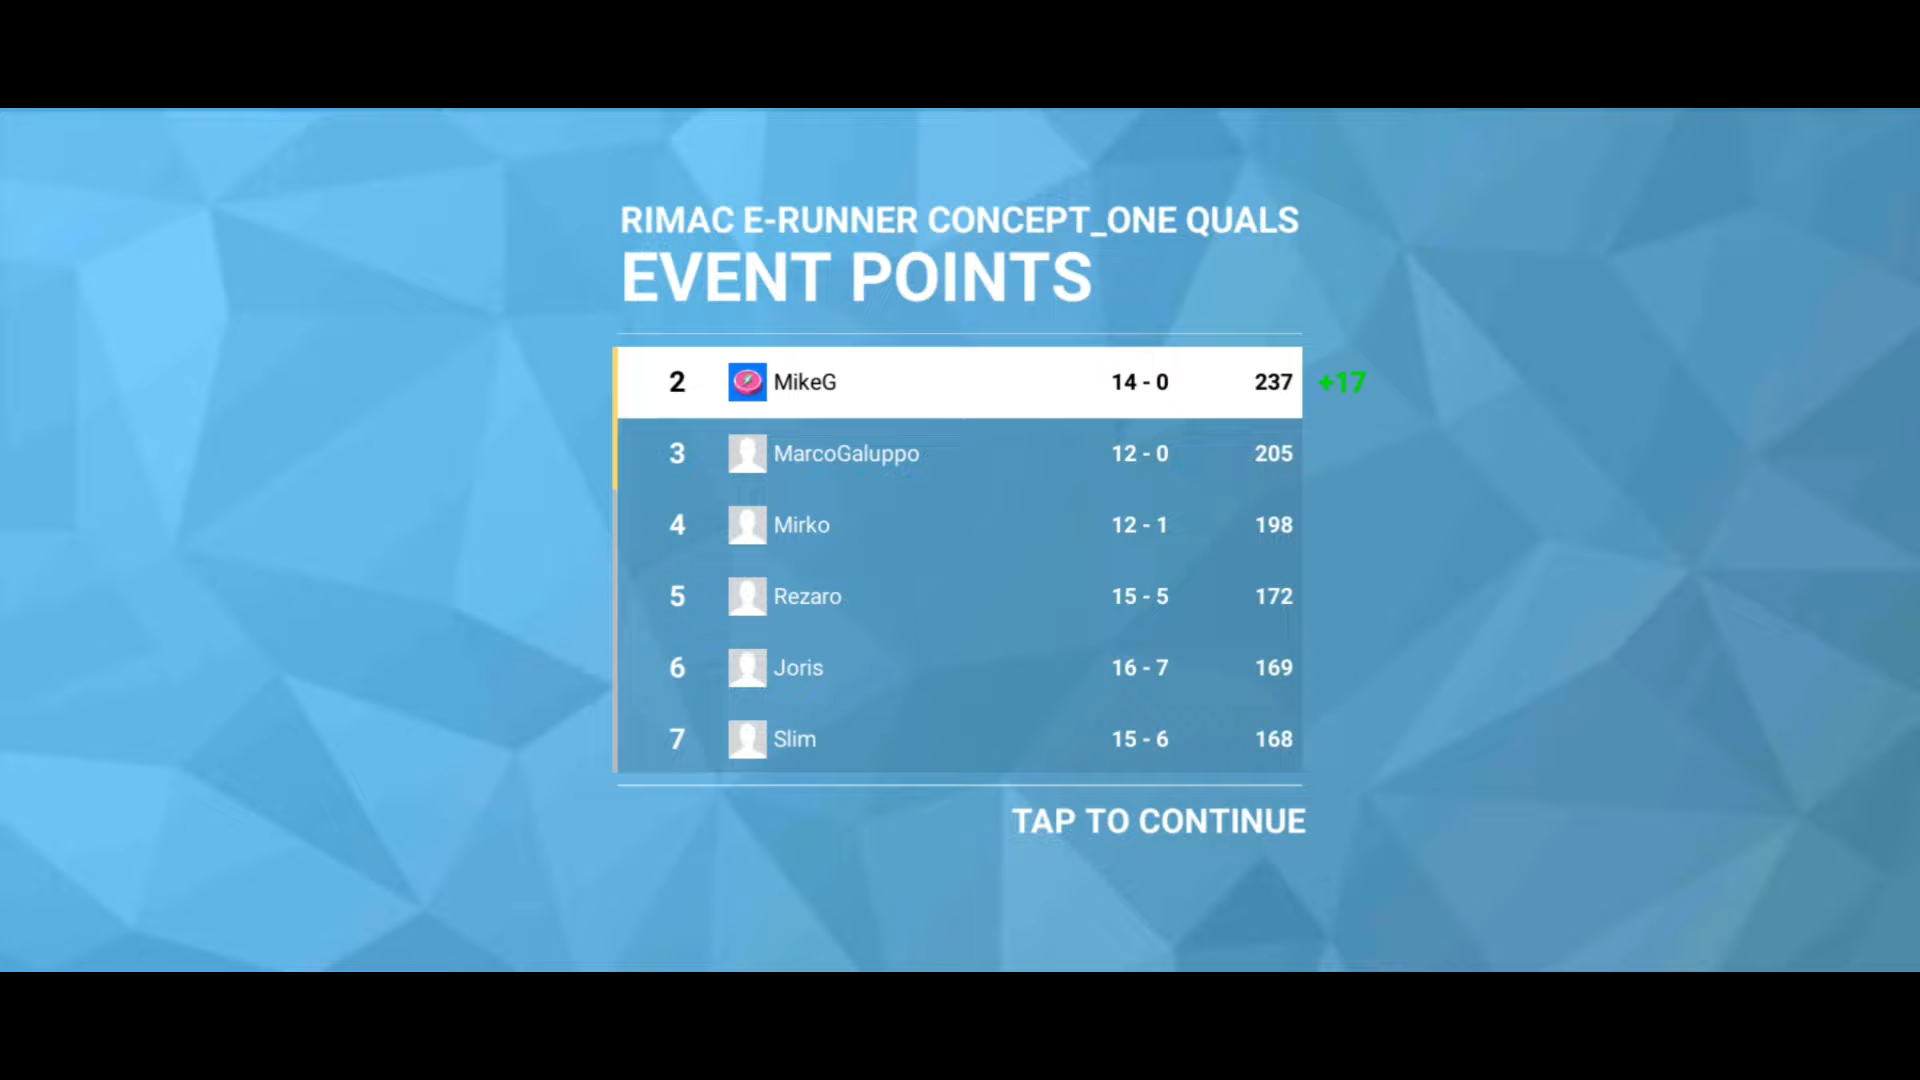 RIMAC E-RUNNER CONCEPT_ONE QUALS
EVENT POINTS
2 MikeG 14 - 0 237 +17
3 MarcoGaluppo 12 - 0 205
4 Mirko 12 - 1 198
5 Rezaro 15 - 5 172
6 Joris 16 - 7 169
7 Slim 15 - 6 168
TAP TO CONTINUE